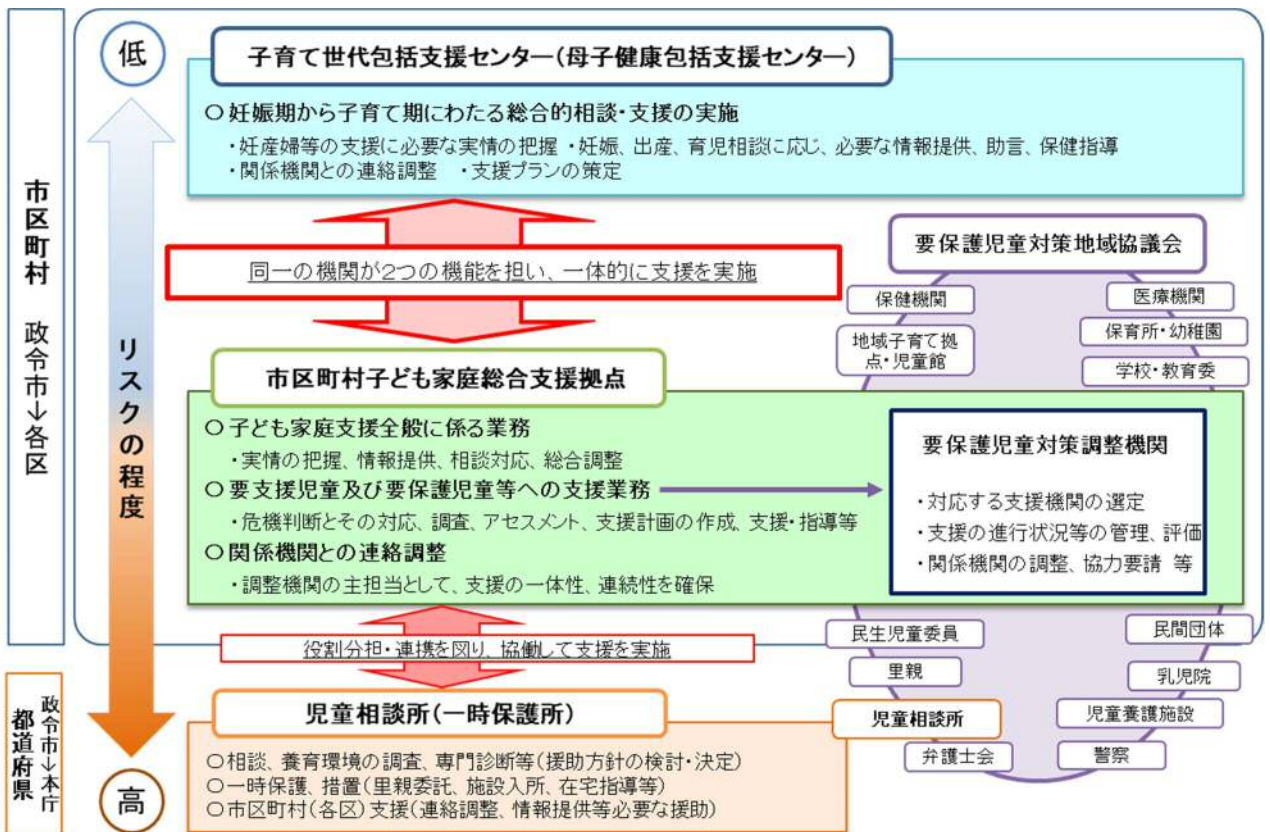 低
子育て世代包括支援センター(母子健康包括支援センター)
○妊娠期から子育て期にわたる総合的相談・支援の実施
・妊産婦等の支援に必要な実情の把握 ・妊娠、出産、育児相談に応じ、必要な情報提供、助言、保健指導
・関係機関との連絡調整 ・支援プランの策定
市区町村 政令市→各区
リスクの程度
同一の機関が2つの機能を担い、一体的に支援を実施
要保護児童対策地域協議会
保健機関
医療機関
地域子育て拠
点・児童館
保育所・幼稚園
学校・教育委
市区町村子ども家庭総合支援拠点
○子ども家庭支援全般に係る業務
・実情の把握、情報提供、相談対応、総合調整
○要支援児童及び要保護児童等への支援業務
・危機判断とその対応、調査、アセスメント、支援計画の作成、支援・指導等
○関係機関との連絡調整
・調整機関の主担当として、支援の一体性、連続性を確保
要保護児童対策調整機関
・対応する支援機関の選定
・支援の進行状況等の管理、評価
・関係機関の調整、協力要請 等
役割分担・連携を図り、協働して支援を実施
民生児童委員
民間団体
里親
乳児院
児童相談所
児童養護施設
弁護士会
警察
政令市→本庁
都道府県
児童相談所(一時保護所)
○相談、養育環境の調査、専門診断等(援助方針の検討・決定)
○一時保護、措置(里親委託、施設入所、在宅指導等)
○市区町村(各区)支援(連絡調整、情報提供等必要な援助)
高